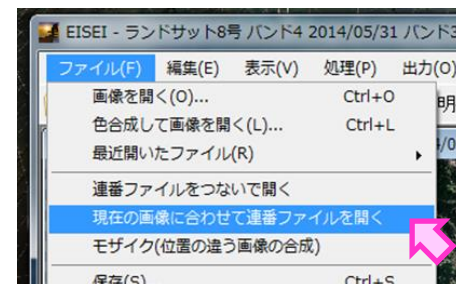 EISEI - ランドサット8号 バンド4 2014/05/31 バンド3
ファイル(F) 編集(E) 表示(V) 処理(P) 出力(O)
画像を開く(O)... Ctrl+O
明
色合成して画像を開く(L)... Ctrl+L
最近開いたファイル(R)
4/0
連番ファイルをつないで開く
現在の画像に合わせて連番ファイルを開く
モザイク(位置の違う画像の合成)
保存(S) Ctrl+S